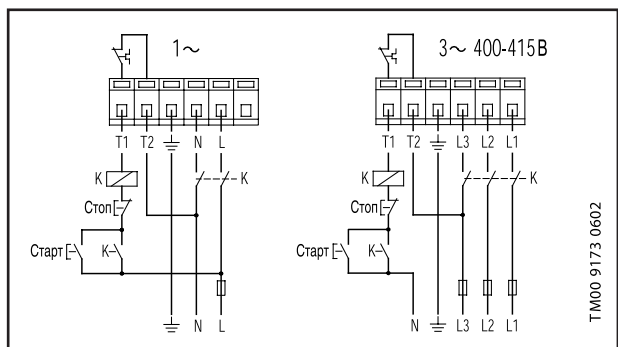 1~ 3~ 400-415В
T1 T2 N L T1 T2 L3 L2 L1
K K K K
Стоп Стоп
Старт K Старт K
N L N L3 L2 L1
TM00 9173 0602